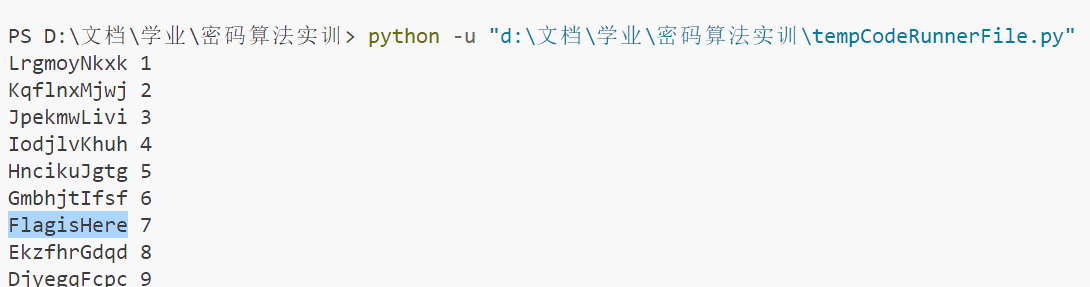 PS D:\文档\学业\密码算法实训> python -u "d:\文档\学业\密码算法实训\tempCodeRunnerFile.py"
LrgmoyNkxk 1
KqflnxMjwj 2
JpekmwLivi 3
IodjlvKhuh 4
HncikuJgtg 5
GmbhjtIfsf 6
FlagisHere 7
EkzfhrGdqd 8
DjyegqFcpc 9